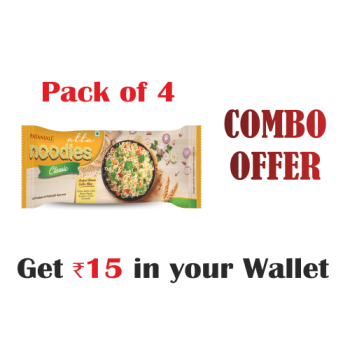 Pack of 4
PATANJALI
atta
noodles
Classic
COMBO
OFFER
Get ₹15 in your Wallet